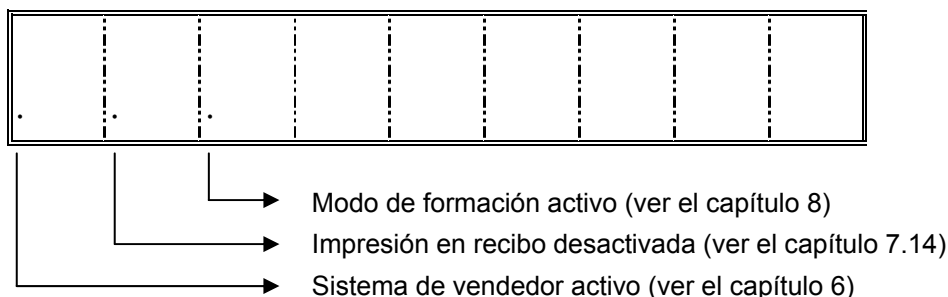 . . .
Modo de formación activo (ver el capítulo 8)
Impresión en recibo desactivada (ver el capítulo 7.14)
Sistema de vendedor activo (ver el capítulo 6)